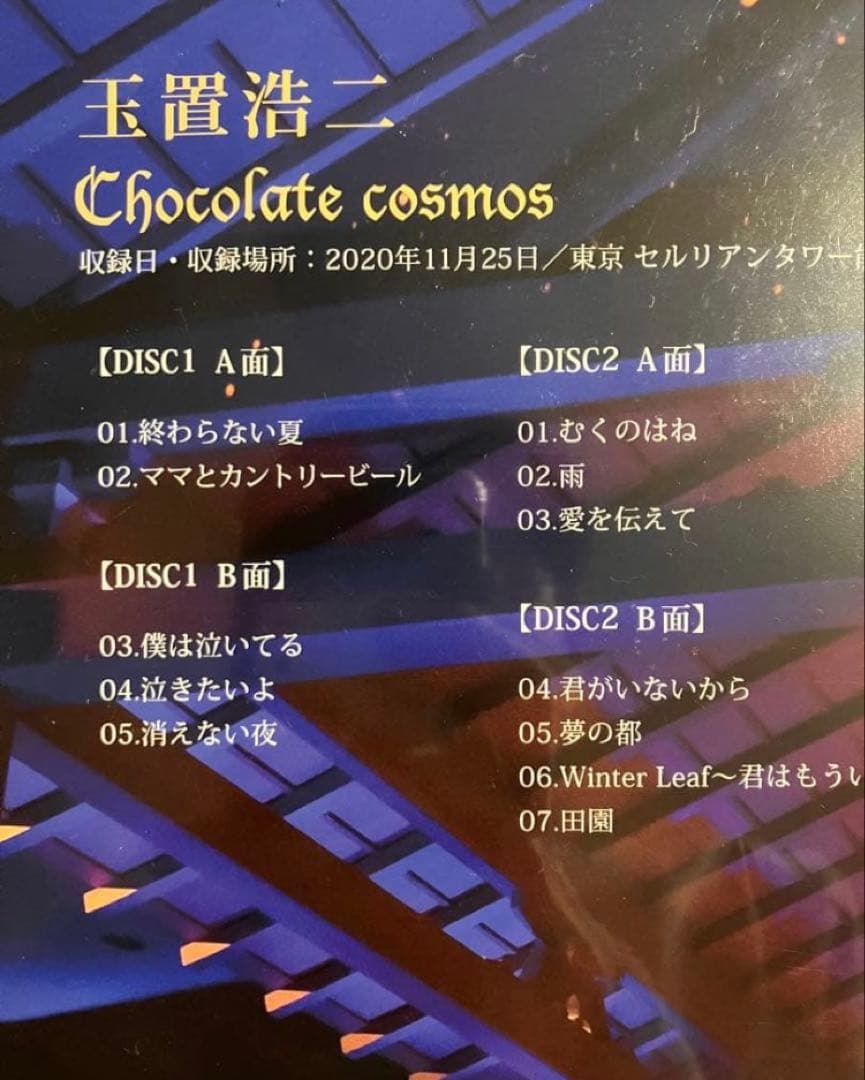 玉置浩二
Chocolate cosmos
収録日・収録場所：2020年11月25日／東京 セルリアンタワー
【DISC1 A面】
01.終わらない夏
02.ママとカントリービール
【DISC1 B面】
03.僕は泣いてる
04.泣きたいよ
05.消えない夜
【DISC2 A面】
01.むくのはね
02.雨
03.愛を伝えて
【DISC2 B面】
04.君がいないから
05.夢の都
06.Winter Leaf〜君はもうい
07.田園